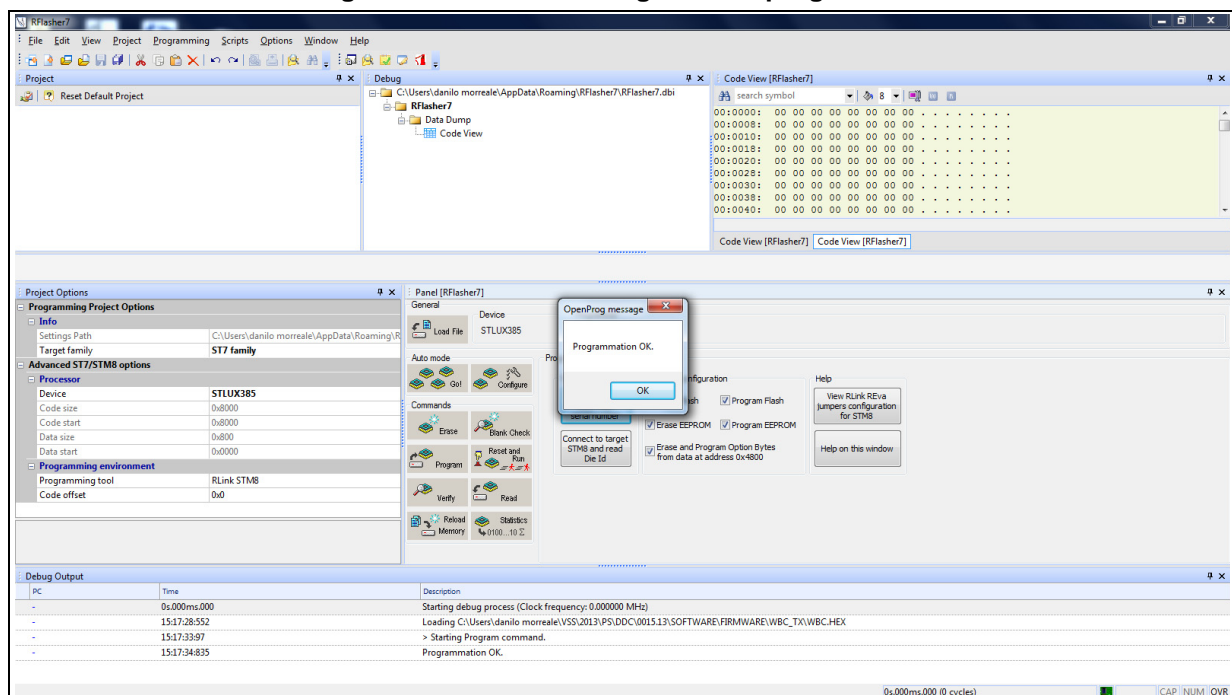 RFlasher7
File Edit View Project Programming Scripts Options Window Help
Project
Reset Default Project
Debug
C:\Users\danilo morreale\AppData\Roaming\RFlasher7\RFlasher7.dbi
RFlasher7
Data Dump
Code View
Code View [RFlasher7]
search symbol 8
00:0000: 00 00 00 00 00 00 00 00 . . . . . . . .
00:0008: 00 00 00 00 00 00 00 00 . . . . . . . .
00:0010: 00 00 00 00 00 00 00 00 . . . . . . . .
00:0018: 00 00 00 00 00 00 00 00 . . . . . . . .
00:0020: 00 00 00 00 00 00 00 00 . . . . . . . .
00:0028: 00 00 00 00 00 00 00 00 . . . . . . . .
00:0030: 00 00 00 00 00 00 00 00 . . . . . . . .
00:0038: 00 00 00 00 00 00 00 00 . . . . . . . .
00:0040: 00 00 00 00 00 00 00 00 . . . . . . . .
Code View [RFlasher7] Code View [RFlasher7]
Project Options
Programming Project Options
Info
Settings Path C:\Users\danilo morreale\AppData\Roaming\R
Target family ST7 family
Advanced ST7/STM8 options
Processor
Device STLUX385
Code size 0x8000
Code start 0x8000
Data size 0x800
Data start 0x0000
Programming environment
Programming tool RLink STM8
Code offset 0x0
Panel [RFlasher7]
General
Load File
Device
STLUX385
Auto mode
Go! Configure
Commands
Erase Blank Check
Program Reset and Run
Verify Read
Reload Memory Statistics
0100...10 Σ
OpenProg message
Programmation OK.
OK
serial number
Connect to target
STM8 and read
Die Id
Program Flash
Erase EEPROM Program EEPROM
Erase and Program Option Bytes
from data at address 0x4800
Help
View RLink REva
jumpers configuration
for STM8
Help on this window
Debug Output
PC Time Description
- 0s.000ms.000 Starting debug process (Clock frequency: 0.000000 MHz)
- 15:17:28:552 Loading C:\Users\danilo morreale\VSS\2013\PS\DDC\0015.13\SOFTWARE\FIRMWARE\WBC_TX\WBC.HEX
- 15:17:33:97 > Starting Program command.
- 15:17:34:835 Programmation OK.
0s.000ms.000 (0 cycles) CAP NUM OVR